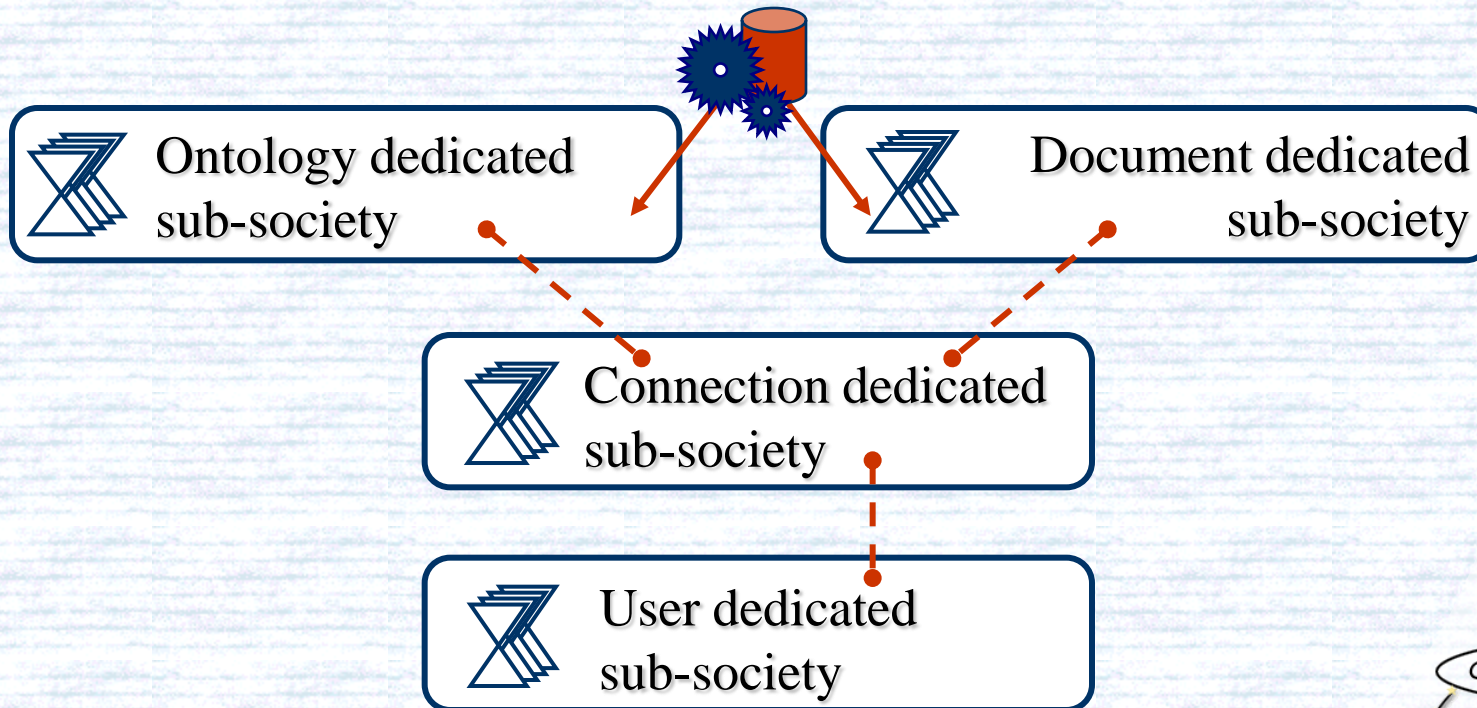 Ontology dedicated
sub-society
Document dedicated
sub-society
Connection dedicated
sub-society
User dedicated
sub-society